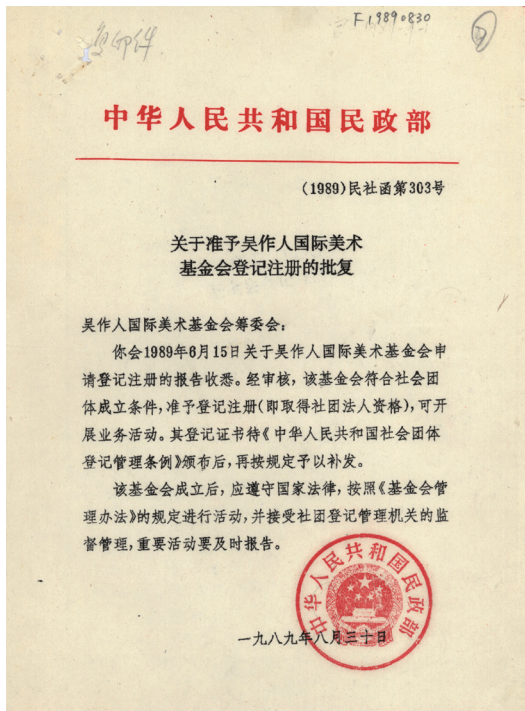 F19890830
复印件
中华人民共和国民政部
(1989)民社函第303号
关于准予吴作人国际美术
基金会登记注册的批复
吴作人国际美术基金会筹委会:
你会1989年6月15日关于吴作人国际美术基金会申
请登记注册的报告收悉。经审核,该基金会符合社会团
体成立条件,准予登记注册(即取得社团法人资格),可开
展业务活动。其登记证书待《中华人民共和国社会团体
登记管理条例》颁布后,再按规定予以补发。
该基金会成立后,应遵守国家法律,按照《基金会管
理办法》的规定进行活动,并接受社团登记管理机关的监
督管理,重要活动要及时报告。
中华人民共和国民政部
一九八九年八月三十日